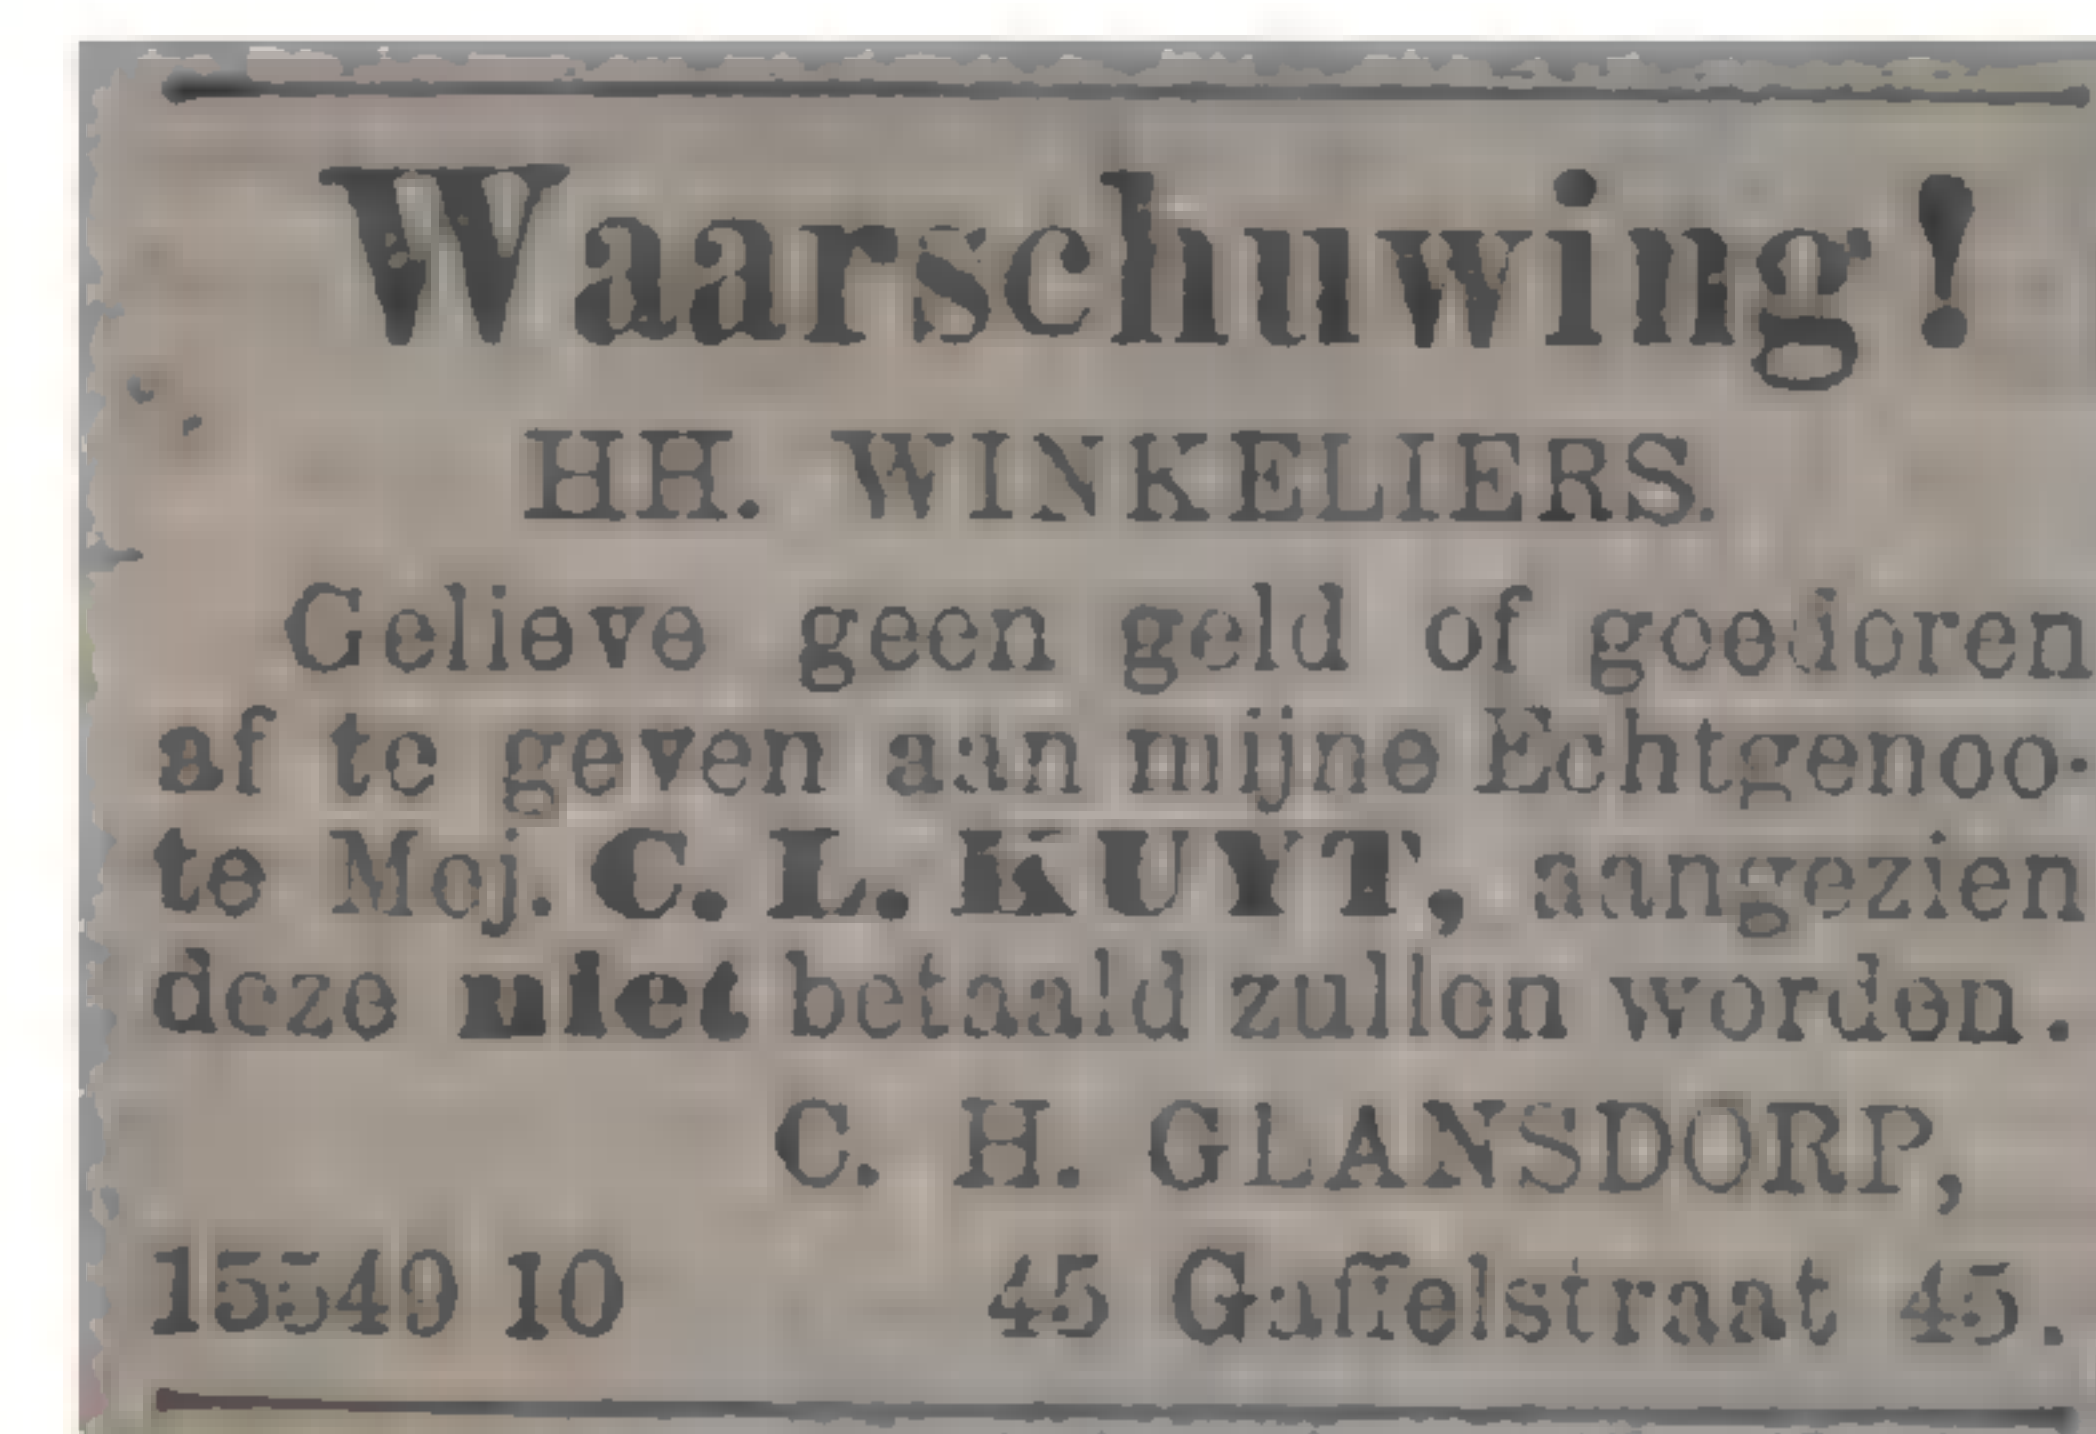 Waarschuwing!
HH. WINKELIERS.
Gelieve geen geld of goederen
af te geven aan mijne Echtgenoo-
te Mej. C. L. KUYT, aangezien
deze niet betaald zullen worden.
C. H. GLANSDORP,
15549 10 45 Gaffelstraat 45.